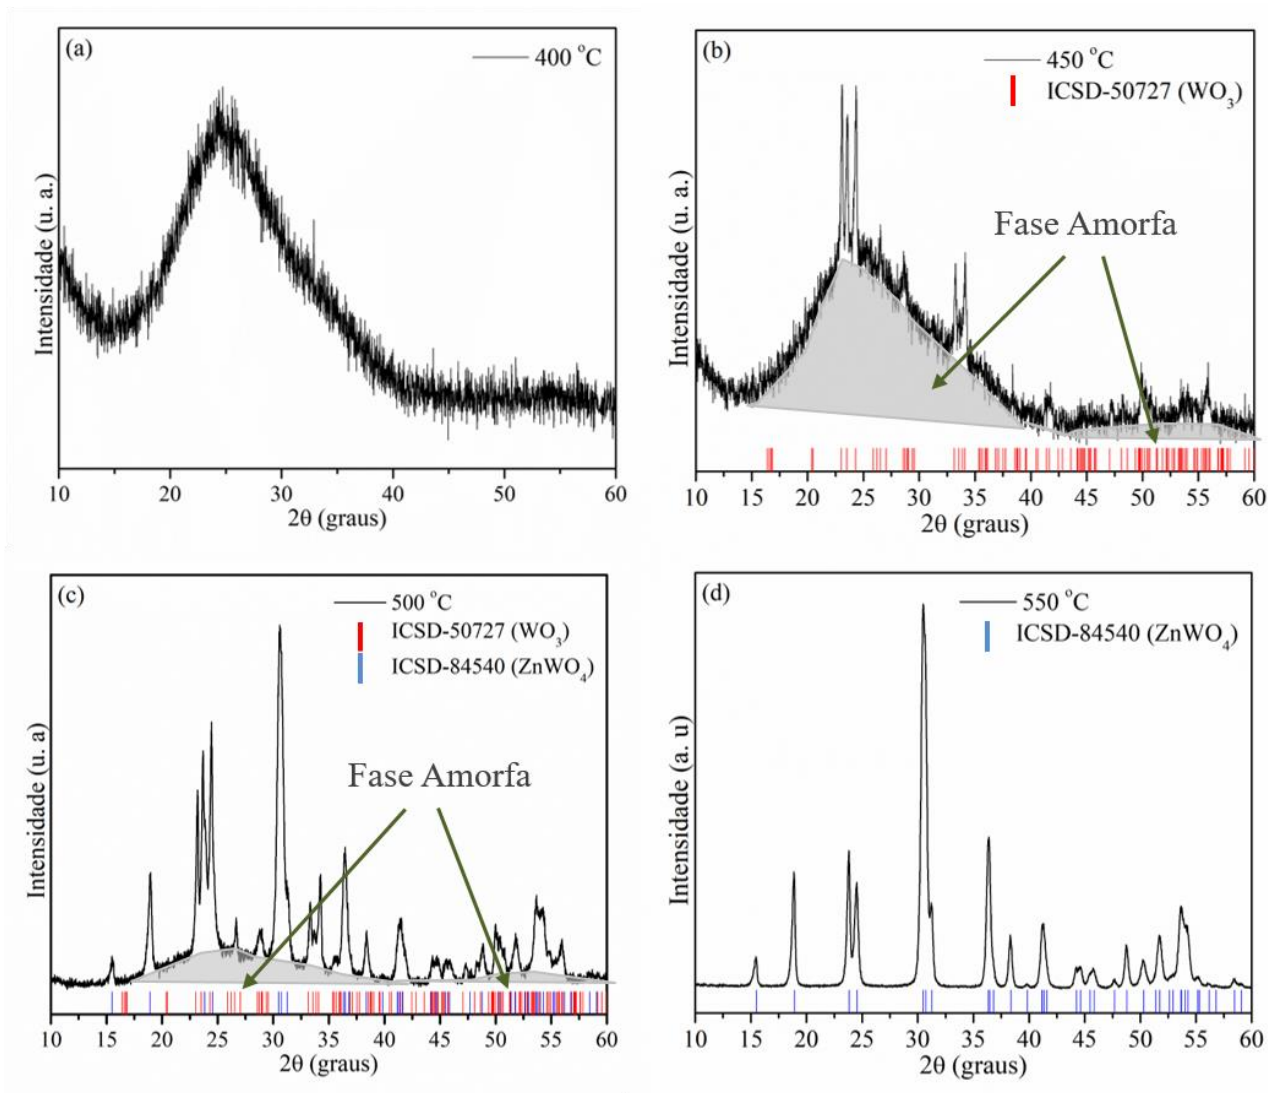 (a)
400 °C
Intensidade (u. a.)
10 20 30 40 50 60
2θ (graus)
(b)
450 °C
ICSD-50727 (WO₃)
Fase Amorfa
Intensidade (u. a.)
10 15 20 25 30 35 40 45 50 55 60
2θ (graus)
(c)
500 °C
ICSD-50727 (WO₃)
ICSD-84540 (ZnWO₄)
Fase Amorfa
Intensidade (u. a)
10 15 20 25 30 35 40 45 50 55 60
2θ (graus)
(d)
550 °C
ICSD-84540 (ZnWO₄)
Intensidade (a. u)
10 15 20 25 30 35 40 45 50 55 60
2θ (graus)